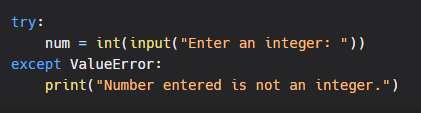 try:
    num = int(input("Enter an integer: "))
except ValueError:
    print("Number entered is not an integer.")